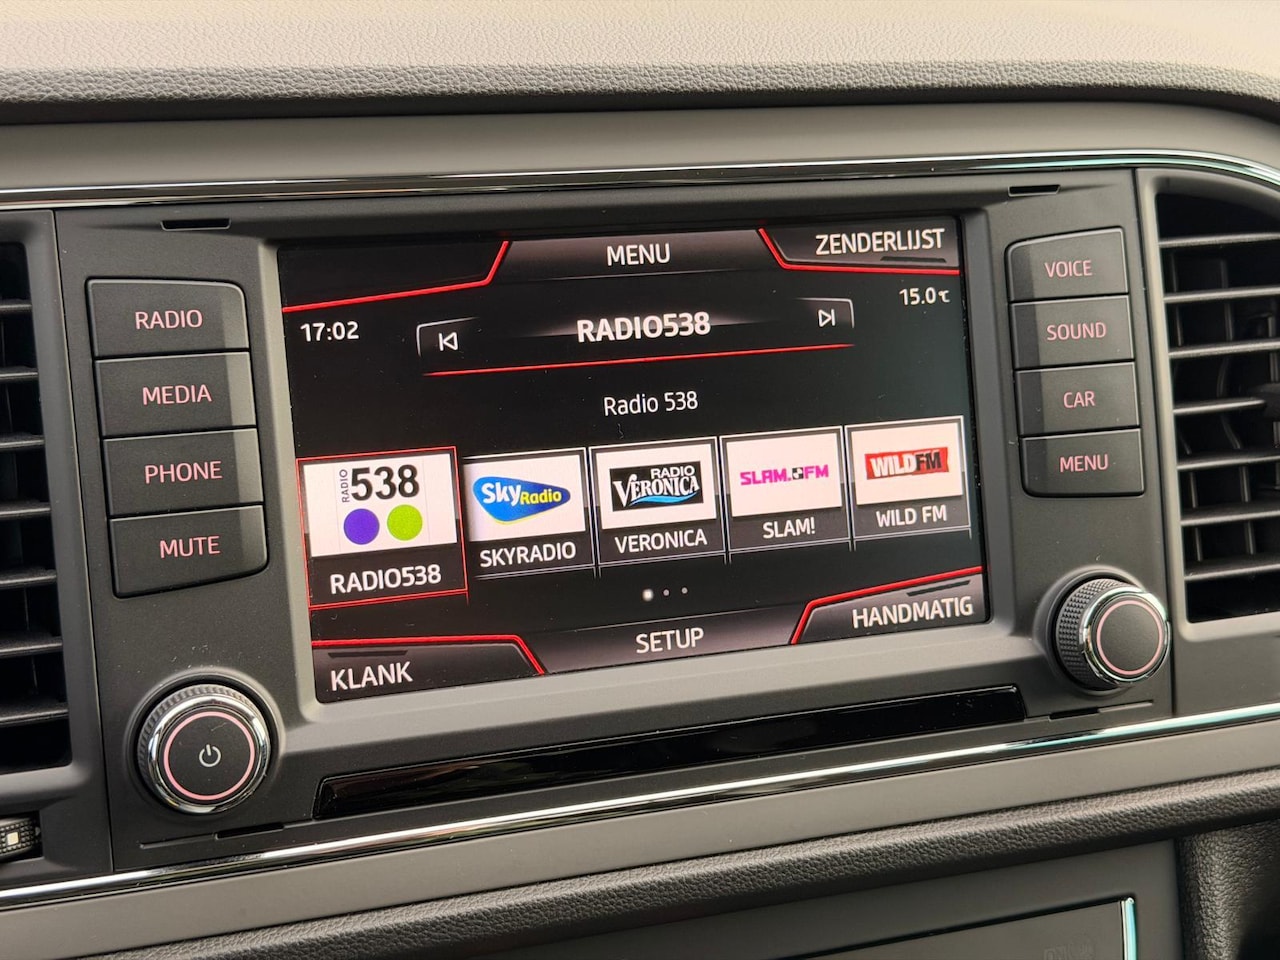 MENU
ZENDERLIJST
17:02
RADIO538
15.0℃
Radio 538
RADIO
538
Sky Radio
RADIO
VERONICA
SLAM.FM
WILD FM
RADIO538
SKYRADIO
VERONICA
SLAM!
WILD FM
KLANK
SETUP
HANDMATIG
RADIO
MEDIA
PHONE
MUTE
VOICE
SOUND
CAR
MENU